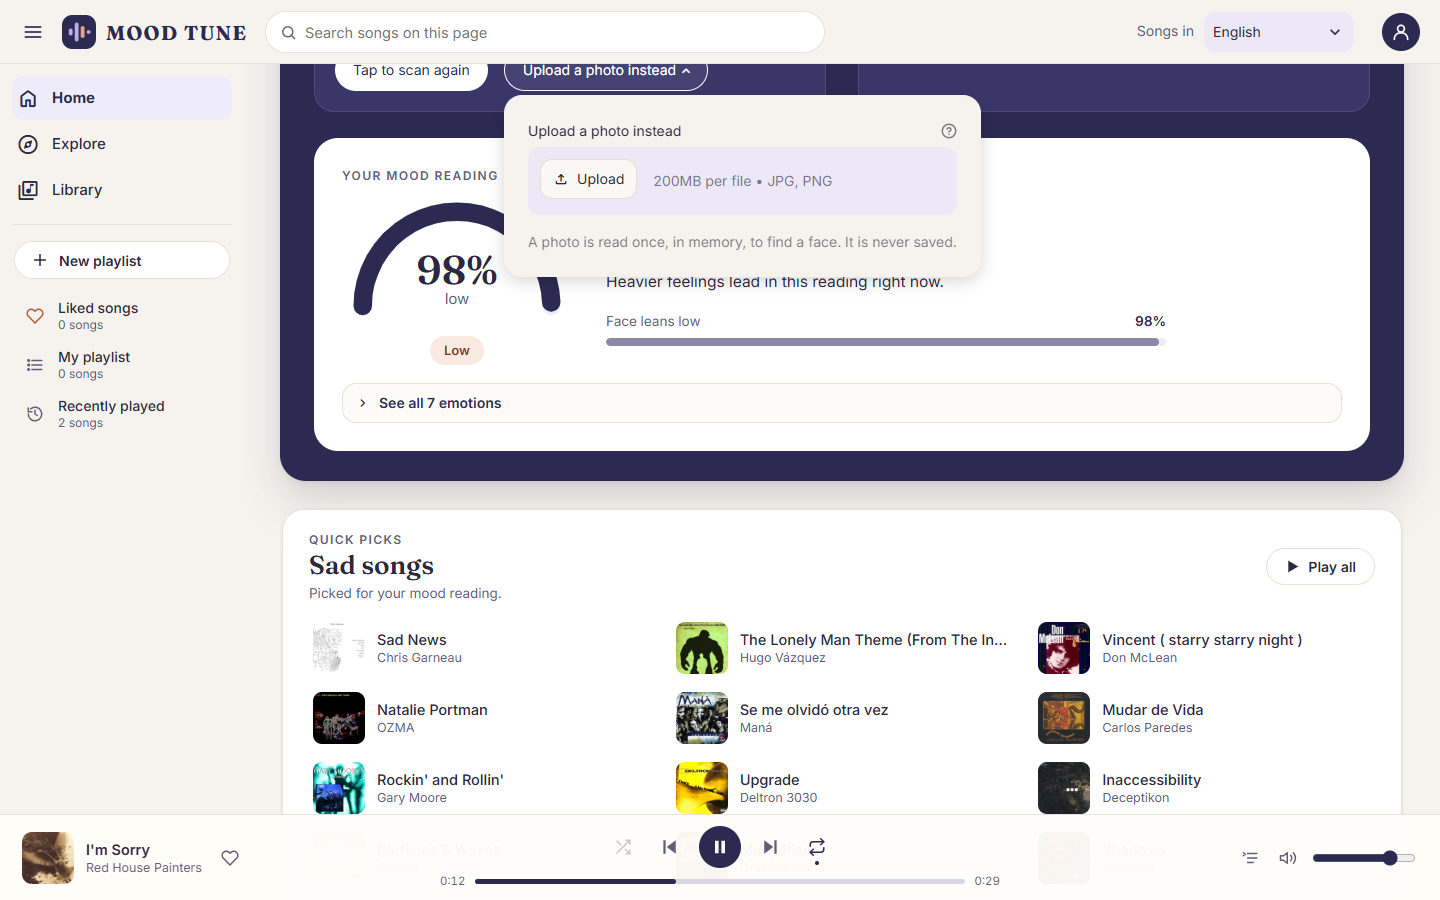 MOOD TUNE
Search songs on this page
Songs in
English
Home
Explore
Library
New playlist
Liked songs
0 songs
My playlist
0 songs
Recently played
2 songs
Tap to scan again
Upload a photo instead
Upload a photo instead
Upload
200MB per file • JPG, PNG
A photo is read once, in memory, to find a face. It is never saved.
YOUR MOOD READING
98%
low
Low
Heavier feelings lead in this reading right now.
Face leans low
98%
See all 7 emotions
QUICK PICKS
Sad songs
Picked for your mood reading.
Play all
Sad News
Chris Garneau
The Lonely Man Theme (From The In...
Hugo Vázquez
Vincent ( starry starry night )
Don McLean
Natalie Portman
OZMA
Se me olvidó otra vez
Maná
Mudar de Vida
Carlos Paredes
Rockin' and Rollin'
Gary Moore
Upgrade
Deltron 3030
Inaccessibility
Deceptikon
Particles & Waves
Shadows
I'm Sorry
Red House Painters
0:12
0:29